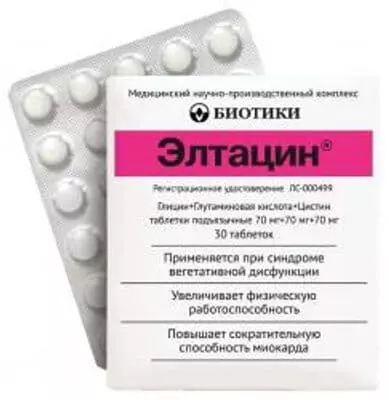 Медицинский научно-производственный комплекс
БИОТИКИ
Элтацин®
Регистрационное удостоверение ЛС-000499
Глицин+Глутаминовая кислота+Цистин
таблетки подъязычные 70 мг+70 мг+70 мг
30 таблеток
Применяется при синдроме
вегетативной дисфункции
Увеличивает физическую
работоспособность
Повышает сократительную
способность миокарда